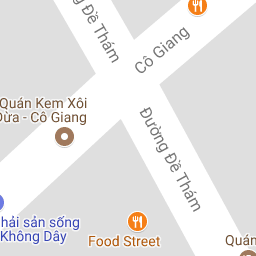 Đề Thám
Cô Giang
Quán Kem Xôi
Dừa - Cô Giang
Đường Đề Thám
hải sản sống
Không Dây
Food Street
Quán